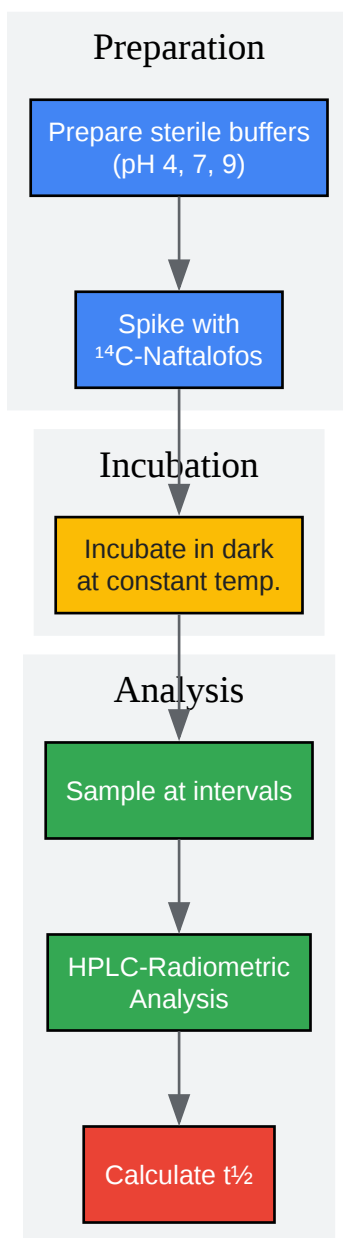 Preparation
Prepare sterile buffers
(pH 4, 7, 9)
Spike with
¹⁴C-Naftalofos
Incubation
Incubate in dark
at constant temp.
Analysis
Sample at intervals
HPLC-Radiometric
Analysis
Calculate t½